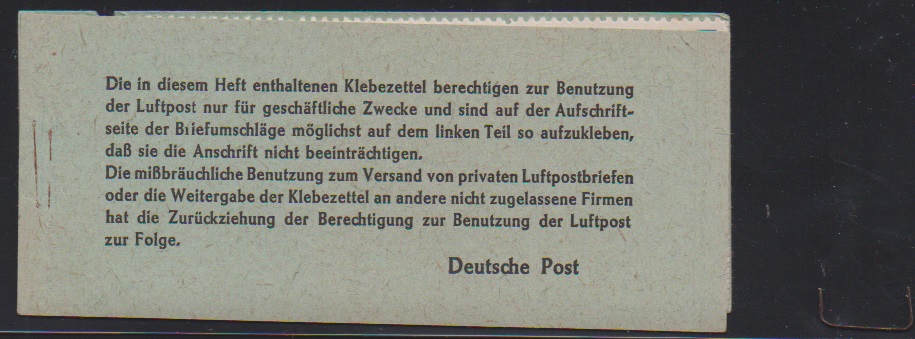 Die in diesem Heft enthaltenen Klebezettel berechtigen zur Benutzung
der Luftpost nur für geschäftliche Zwecke und sind auf der Aufschrift-
seite der Briefumschläge möglichst auf dem linken Teil so aufzukleben,
daß sie die Anschrift nicht beeinträchtigen.
Die mißbräuchliche Benutzung zum Versand von privaten Luftpostbriefen
oder die Weitergabe der Klebezettel an andere nicht zugelassene Firmen
hat die Zurückziehung der Berechtigung zur Benutzung der Luftpost
zur Folge.
Deutsche Post